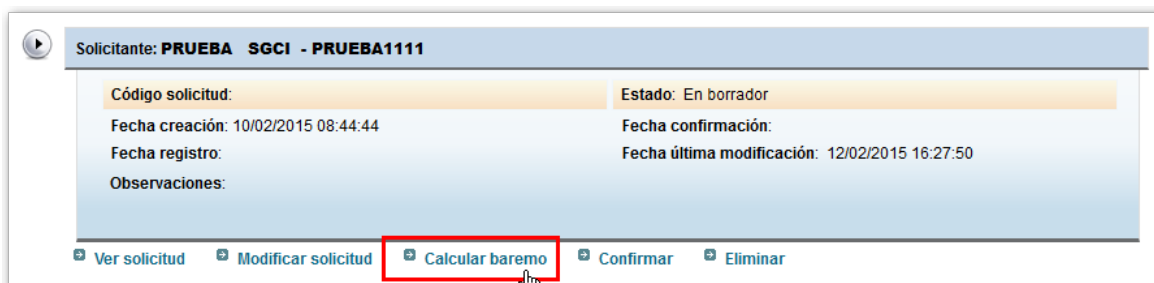 Solicitante: PRUEBA SGCI - PRUEBA1111
Código solicitud: Estado: En borrador
Fecha creación: 10/02/2015 08:44:44 Fecha confirmación:
Fecha registro: Fecha última modificación: 12/02/2015 16:27:50
Observaciones:
Ver solicitud Modificar solicitud Calcular baremo Confirmar Eliminar